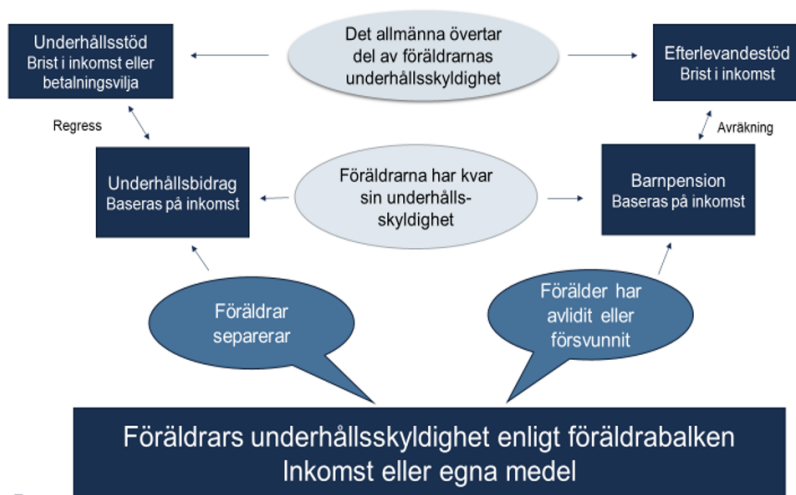 Underhållsstöd
Brist i inkomst eller
betalningsvilja
Det allmänna övertar
del av föräldrarnas
underhållsskyldighet
Efterlevandestöd
Brist i inkomst
Regress
Avräkning
Underhållsbidrag
Baseras på inkomst
Föräldrarna har kvar
sin underhålls-
skyldighet
Barnpension
Baseras på inkomst
Föräldrar
separerar
Förälder har
avlidit eller
försvunnit
Föräldrars underhållsskyldighet enligt föräldrabalken
Inkomst eller egna medel